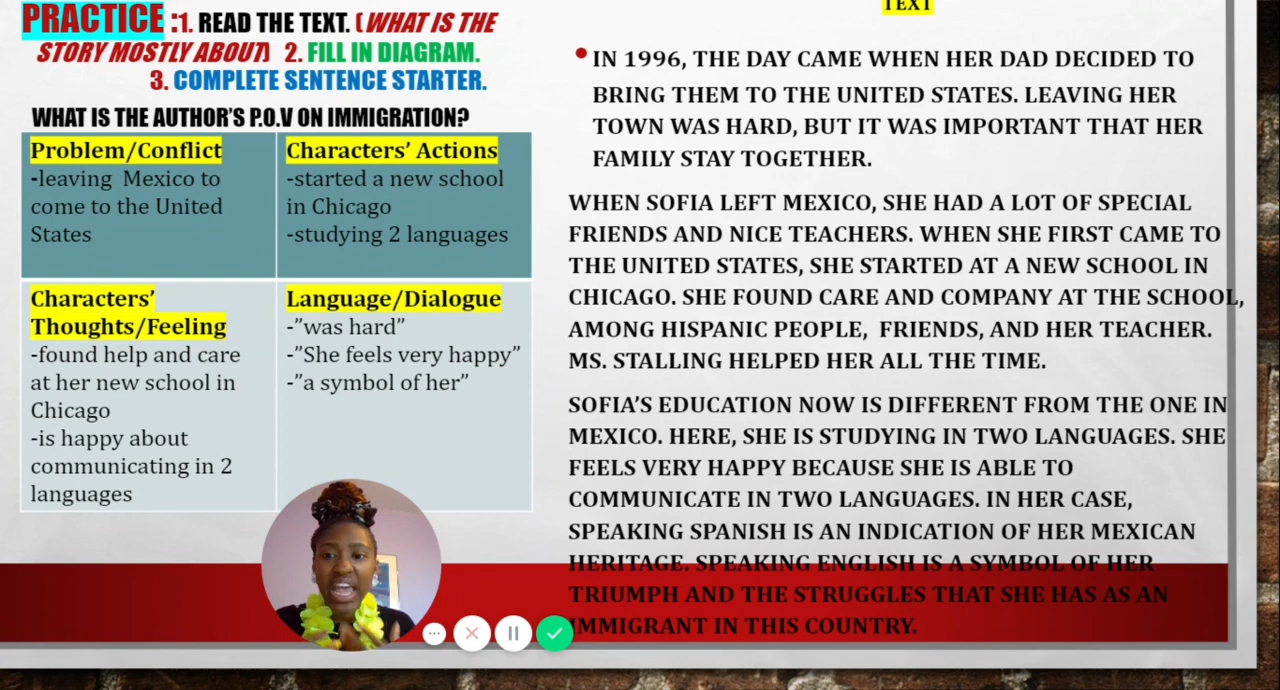 PRACTICE :1. READ THE TEXT. (WHAT IS THE
STORY MOSTLY ABOUT) 2. FILL IN DIAGRAM.
3. COMPLETE SENTENCE STARTER.
WHAT IS THE AUTHOR'S P.O.V ON IMMIGRATION?
Problem/Conflict
-leaving Mexico to
come to the United
States
Characters' Actions
-started a new school
in Chicago
-studying 2 languages
Characters'
Thoughts/Feeling
-found help and care
at her new school in
Chicago
-is happy about
communicating in 2
languages
Language/Dialogue
-"was hard"
-"She feels very happy"
-"a symbol of her"
TEXT
• IN 1996, THE DAY CAME WHEN HER DAD DECIDED TO
BRING THEM TO THE UNITED STATES. LEAVING HER
TOWN WAS HARD, BUT IT WAS IMPORTANT THAT HER
FAMILY STAY TOGETHER.
WHEN SOFIA LEFT MEXICO, SHE HAD A LOT OF SPECIAL
FRIENDS AND NICE TEACHERS. WHEN SHE FIRST CAME TO
THE UNITED STATES, SHE STARTED AT A NEW SCHOOL IN
CHICAGO. SHE FOUND CARE AND COMPANY AT THE SCHOOL,
AMONG HISPANIC PEOPLE, FRIENDS, AND HER TEACHER.
MS. STALLING HELPED HER ALL THE TIME.
SOFIA'S EDUCATION NOW IS DIFFERENT FROM THE ONE IN
MEXICO. HERE, SHE IS STUDYING IN TWO LANGUAGES. SHE
FEELS VERY HAPPY BECAUSE SHE IS ABLE TO
COMMUNICATE IN TWO LANGUAGES. IN HER CASE,
SPEAKING SPANISH IS AN INDICATION OF HER MEXICAN
HERITAGE. SPEAKING ENGLISH IS A SYMBOL OF HER
TRIUMPH AND THE STRUGGLES THAT SHE HAS AS AN
IMMIGRANT IN THIS COUNTRY.